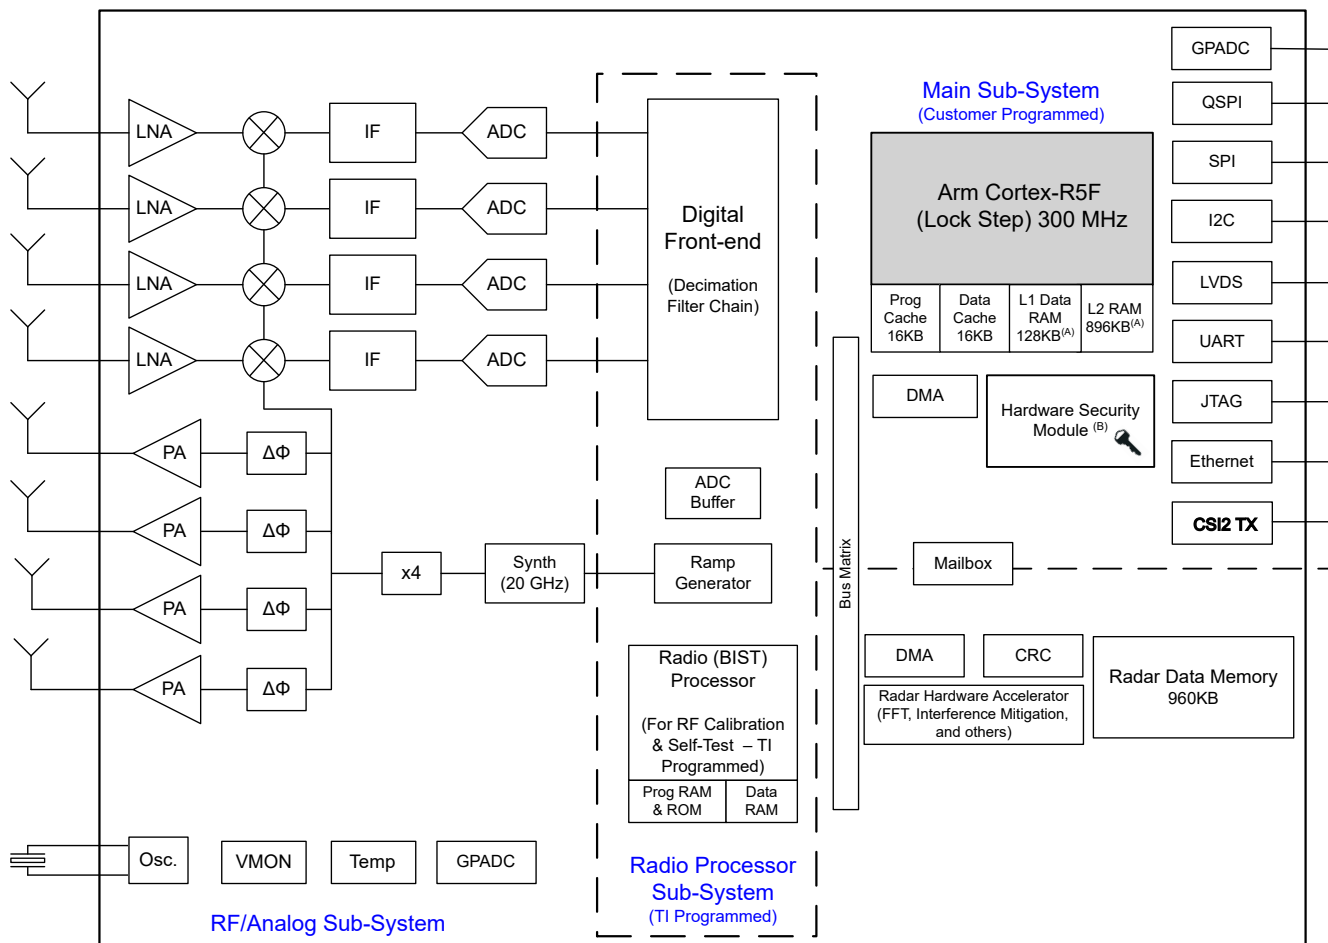 GPADC
QSPI
SPI
I2C
LVDS
UART
JTAG
Ethernet
CSI2 TX
Main Sub-System
(Customer Programmed)
Arm Cortex-R5F
(Lock Step) 300 MHz
Prog
Cache
16KB
Data
Cache
16KB
L1 Data
RAM
128KB(A)
L2 RAM
896KB(A)
DMA
Hardware Security
Module (B)
Mailbox
Bus Matrix
DMA
CRC
Radar Hardware Accelerator
(FFT, Interference Mitigation,
and others)
Radar Data Memory
960KB
LNA
IF
ADC
LNA
IF
ADC
LNA
IF
ADC
LNA
IF
ADC
Digital
Front-end
(Decimation
Filter Chain)
PA
ΔΦ
PA
ΔΦ
PA
ΔΦ
PA
ΔΦ
x4
Synth
(20 GHz)
ADC
Buffer
Ramp
Generator
Radio (BIST)
Processor
(For RF Calibration
& Self-Test – TI
Programmed)
Prog RAM
& ROM
Data
RAM
Radio Processor
Sub-System
(TI Programmed)
Osc.
VMON
Temp
GPADC
RF/Analog Sub-System